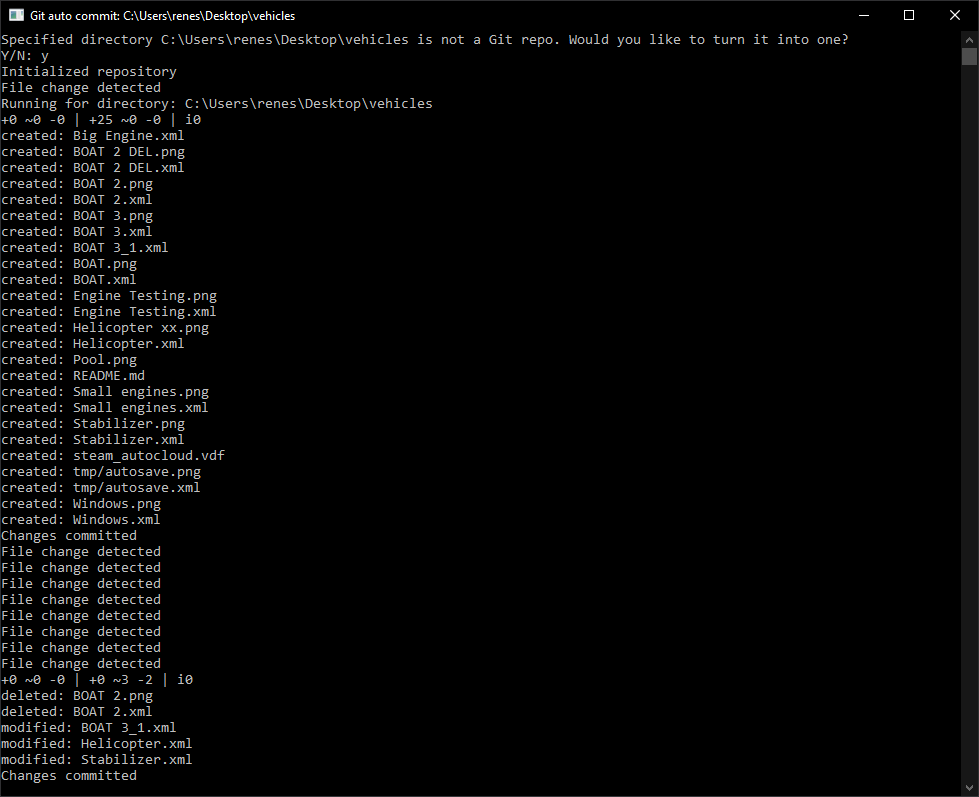 Git auto commit: C:\Users\renes\Desktop\vehicles
Specified directory C:\Users\renes\Desktop\vehicles is not a Git repo. Would you like to turn it into one?
Y/N: y
Initialized repository
File change detected
Running for directory: C:\Users\renes\Desktop\vehicles
+0 ~0 -0 | +25 ~0 -0 | i0
created: Big Engine.xml
created: BOAT 2 DEL.png
created: BOAT 2 DEL.xml
created: BOAT 2.png
created: BOAT 2.xml
created: BOAT 3.png
created: BOAT 3.xml
created: BOAT 3_1.xml
created: BOAT.png
created: BOAT.xml
created: Engine Testing.png
created: Engine Testing.xml
created: Helicopter xx.png
created: Helicopter.xml
created: Pool.png
created: README.md
created: Small engines.png
created: Small engines.xml
created: Stabilizer.png
created: Stabilizer.xml
created: steam_autocloud.vdf
created: tmp/autosave.png
created: tmp/autosave.xml
created: Windows.png
created: Windows.xml
Changes committed
File change detected
File change detected
File change detected
File change detected
File change detected
File change detected
File change detected
File change detected
+0 ~0 -0 | +0 ~3 -2 | i0
deleted: BOAT 2.png
deleted: BOAT 2.xml
modified: BOAT 3_1.xml
modified: Helicopter.xml
modified: Stabilizer.xml
Changes committed